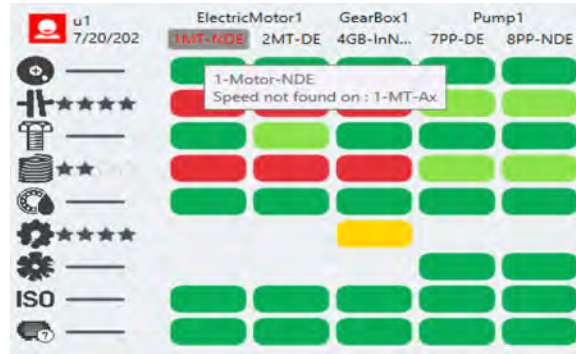 u1
7/20/202
ElectricMotor1 GearBox1 Pump1
1MT-NDE 2MT-DE 4GB-InN... 7PP-DE 8PP-NDE
1-Motor-NDE
Speed not found on : 1-MT-Ax
ISO
?